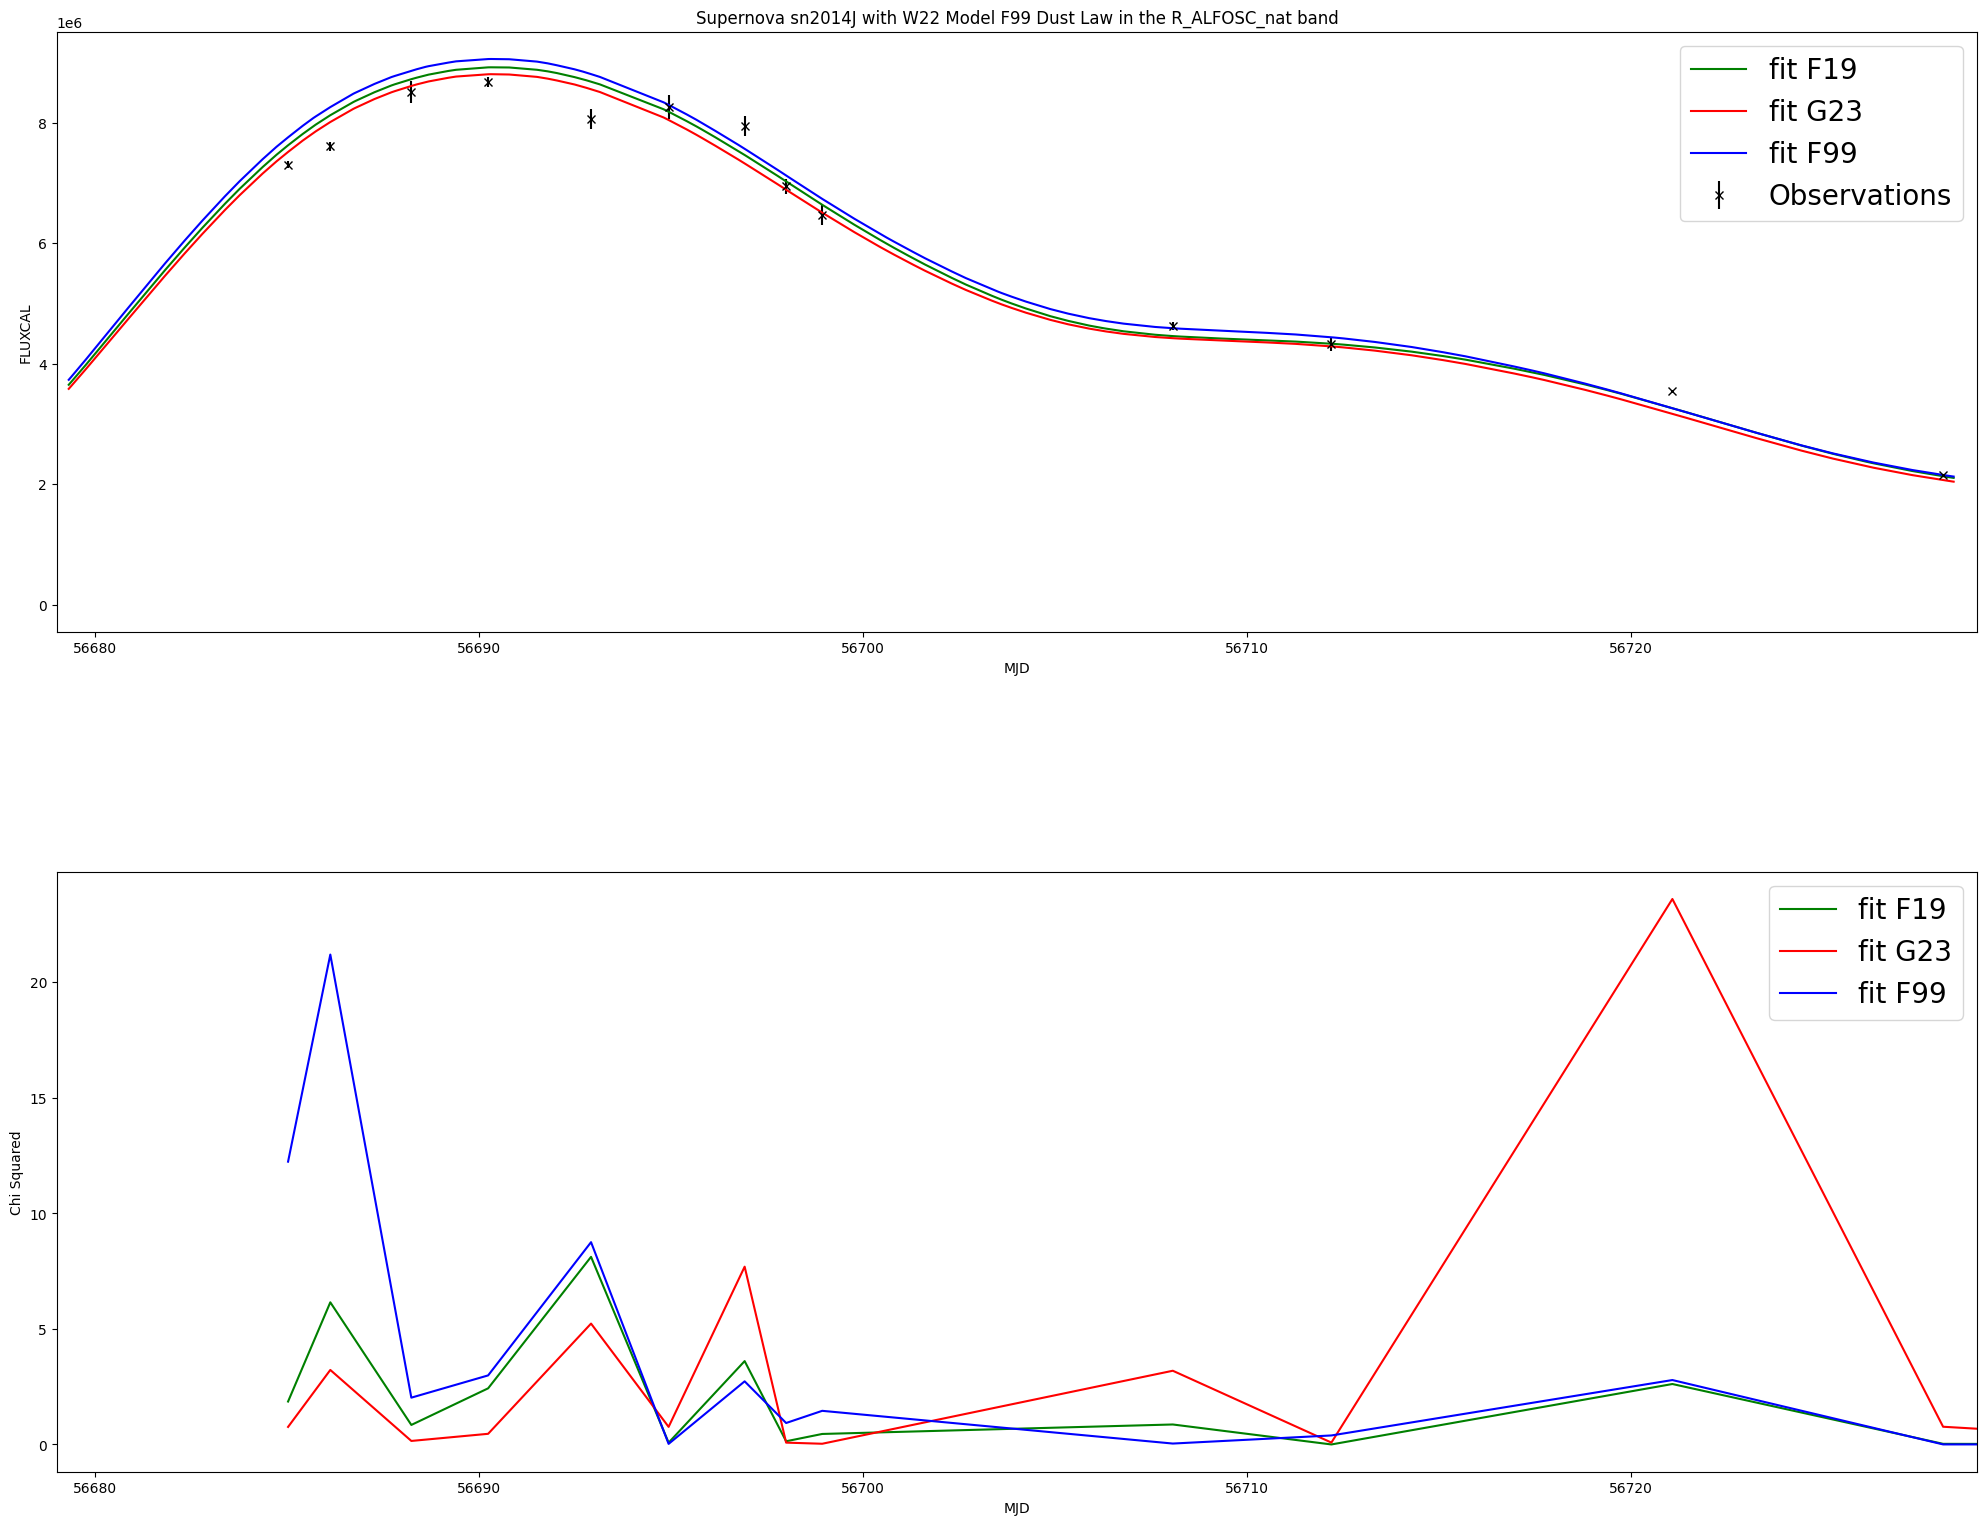 Supernova sn2014J with W22 Model F99 Dust Law in the R_ALFOSC_nat band
1e6
8
6
4
2
0
FLUXCAL
fit F19
fit G23
fit F99
Observations
56680 56690 56700 56710 56720
MJD
20
15
10
5
0
Chi Squared
fit F19
fit G23
fit F99
56680 56690 56700 56710 56720
MJD